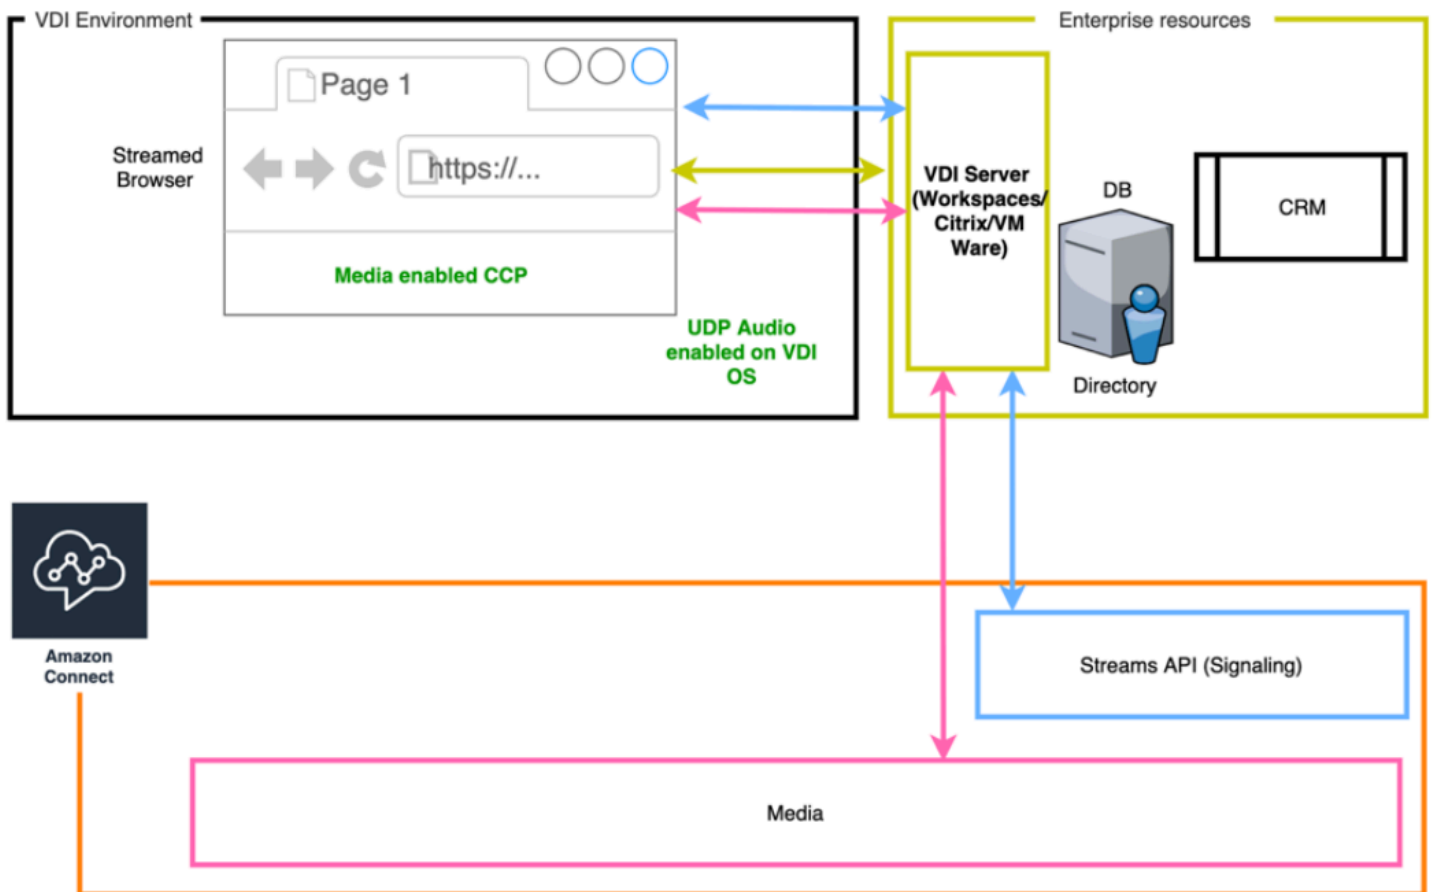 VDI Environment
Enterprise resources
Page 1
https://...
Streamed
Browser
Media enabled CCP
UDP Audio
enabled on VDI
OS
VDI Server
(Workspaces/
Citrix/VM
Ware)
DB
Directory
CRM
Amazon
Connect
Streams API (Signaling)
Media